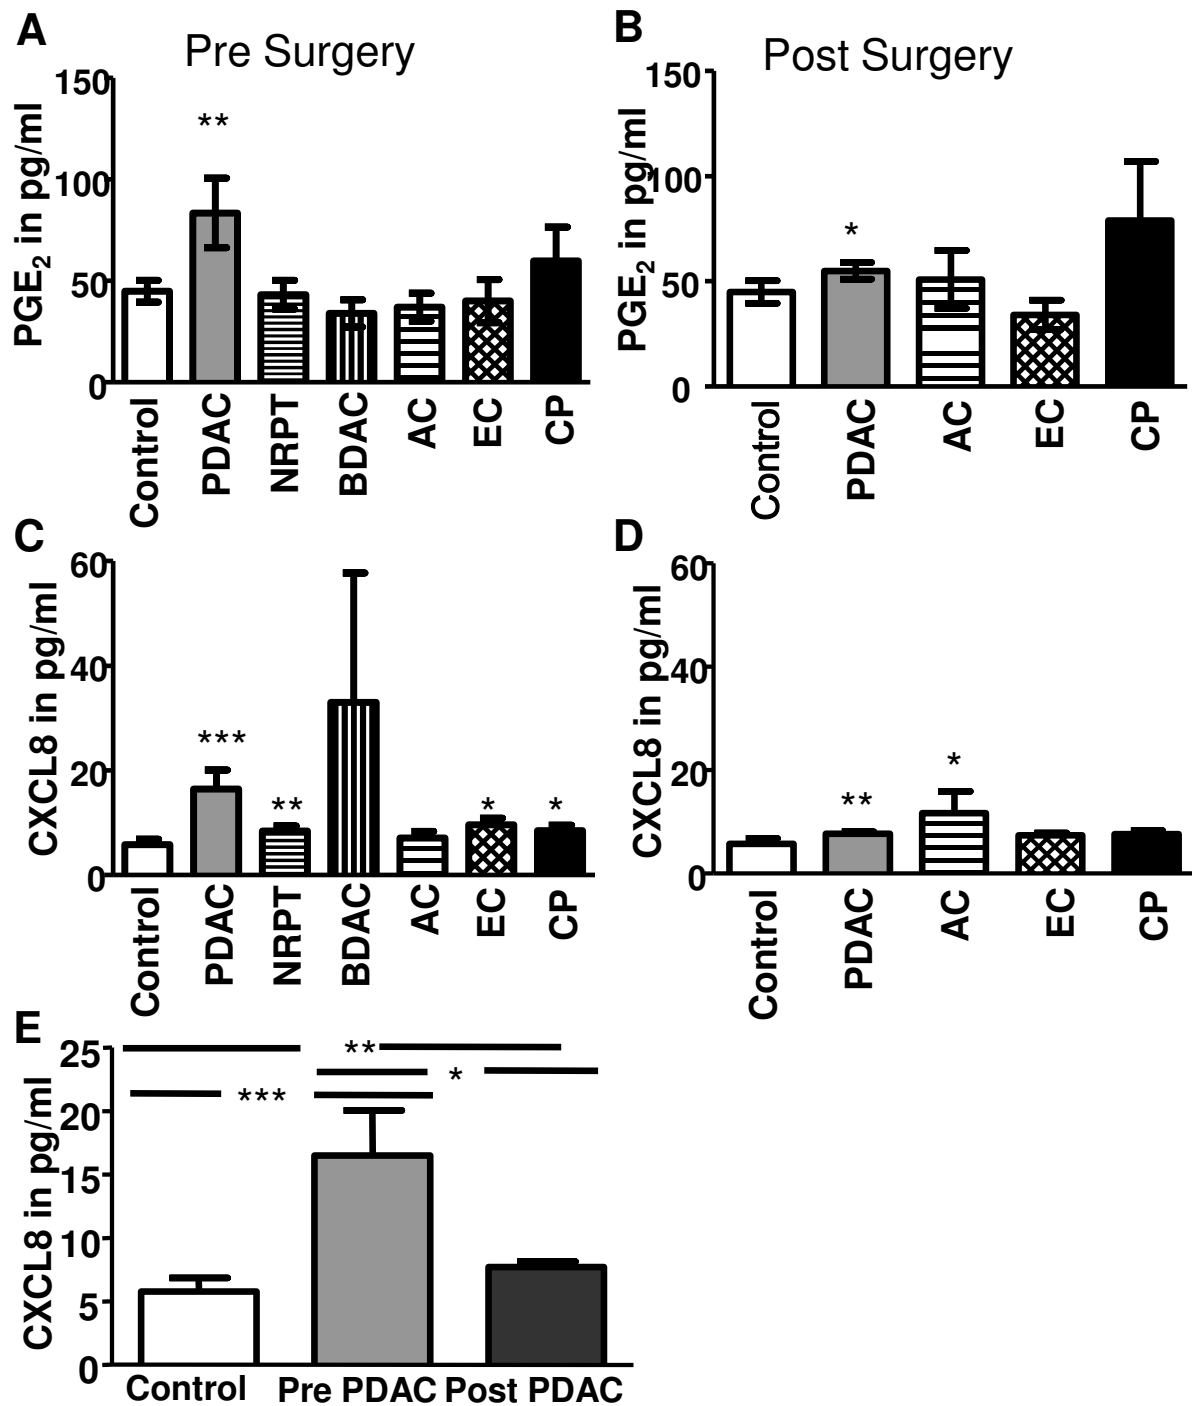 A
Pre Surgery
PGE2 in pg/ml
150
100
50
0
**
Control
PDAC
NRPT
BDAC
AC
EC
CP
B
Post Surgery
PGE2 in pg/ml
150
100
50
0
*
Control
PDAC
AC
EC
CP
C
CXCL8 in pg/ml
60
40
20
0
***
**
*
*
Control
PDAC
NRPT
BDAC
AC
EC
CP
D
CXCL8 in pg/ml
60
40
20
0
**
*
Control
PDAC
AC
EC
CP
E
CXCL8 in pg/ml
25
20
15
10
5
0
**
*
***
Control
Pre PDAC
Post PDAC